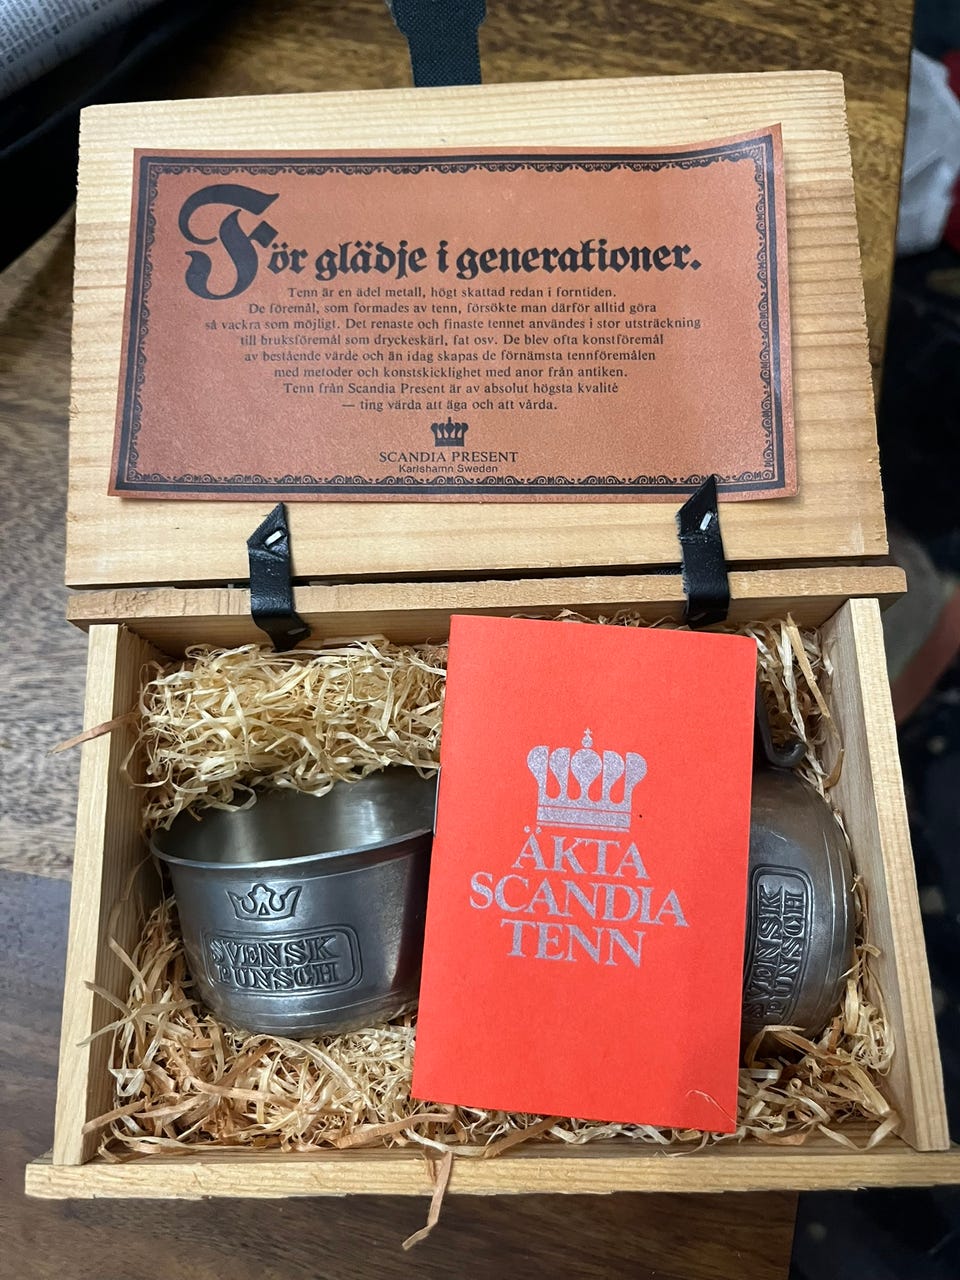 För glädje i generationer.
Tenn är en ädel metall, högt skattad redan i forntiden.
De föremål, som formades av tenn, försökte man därför alltid göra
så vackra som möjligt. Det renaste och finaste tennet användes i stor utsträckning
till bruksföremål som dryckeskärl, fat osv. De blev ofta konstföremål
av bestående värde och än idag skapas de förnämsta tennföremålen
med metoder och konstskicklighet med anor från antiken.
Tenn från Scandia Present är av absolut högsta kvalité
— ting värda att äga och att vårda.
SCANDIA PRESENT
Karlshamn Sweden
ÄKTA
SCANDIA
TENN
SVENSK
PUNSCH
SVENSK
PUNSCH